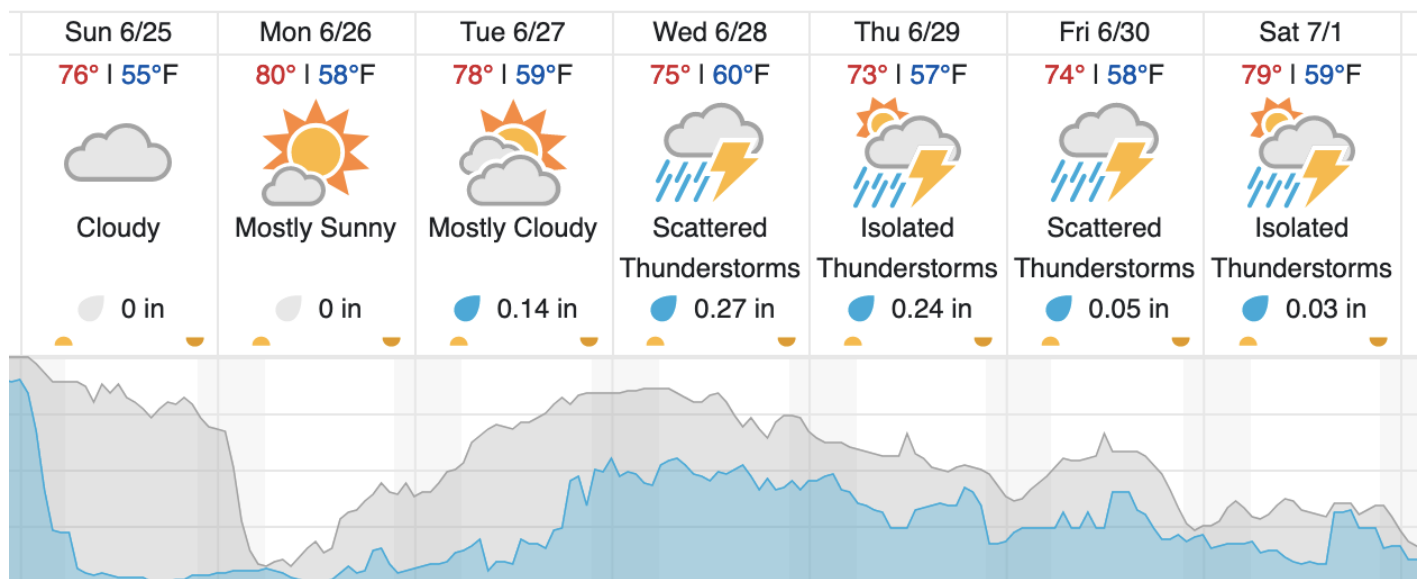 Sun 6/25
Mon 6/26
Tue 6/27
Wed 6/28
Thu 6/29
Fri 6/30
Sat 7/1
76° | 55°F
80° | 58°F
78° | 59°F
75° | 60°F
73° | 57°F
74° | 58°F
79° | 59°F
Cloudy
Mostly Sunny
Mostly Cloudy
Scattered
Thunderstorms
Isolated
Thunderstorms
Scattered
Thunderstorms
Isolated
Thunderstorms
0 in
0 in
0.14 in
0.27 in
0.24 in
0.05 in
0.03 in